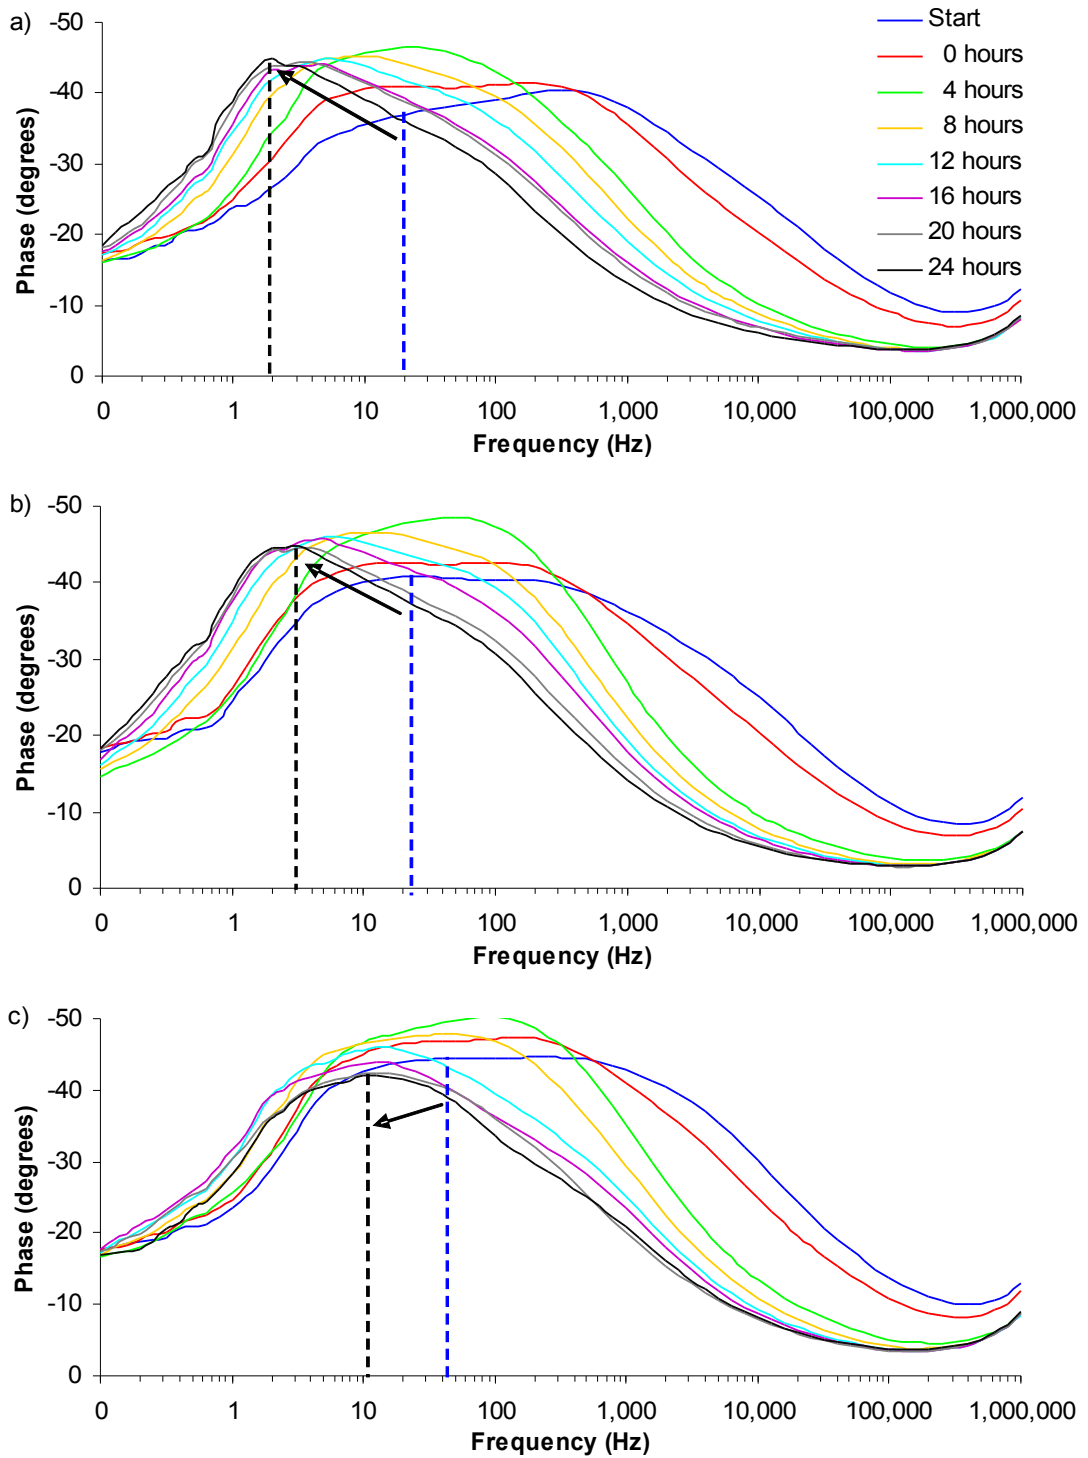 a)
Phase (degrees)
-50
-40
-30
-20
-10
0
0 1 10 100 1,000 10,000 100,000 1,000,000
Frequency (Hz)
Start
0 hours
4 hours
8 hours
12 hours
16 hours
20 hours
24 hours
b)
Phase (degrees)
-50
-40
-30
-20
-10
0
0 1 10 100 1,000 10,000 100,000 1,000,000
Frequency (Hz)
c)
Phase (degrees)
-50
-40
-30
-20
-10
0
0 1 10 100 1,000 10,000 100,000 1,000,000
Frequency (Hz)